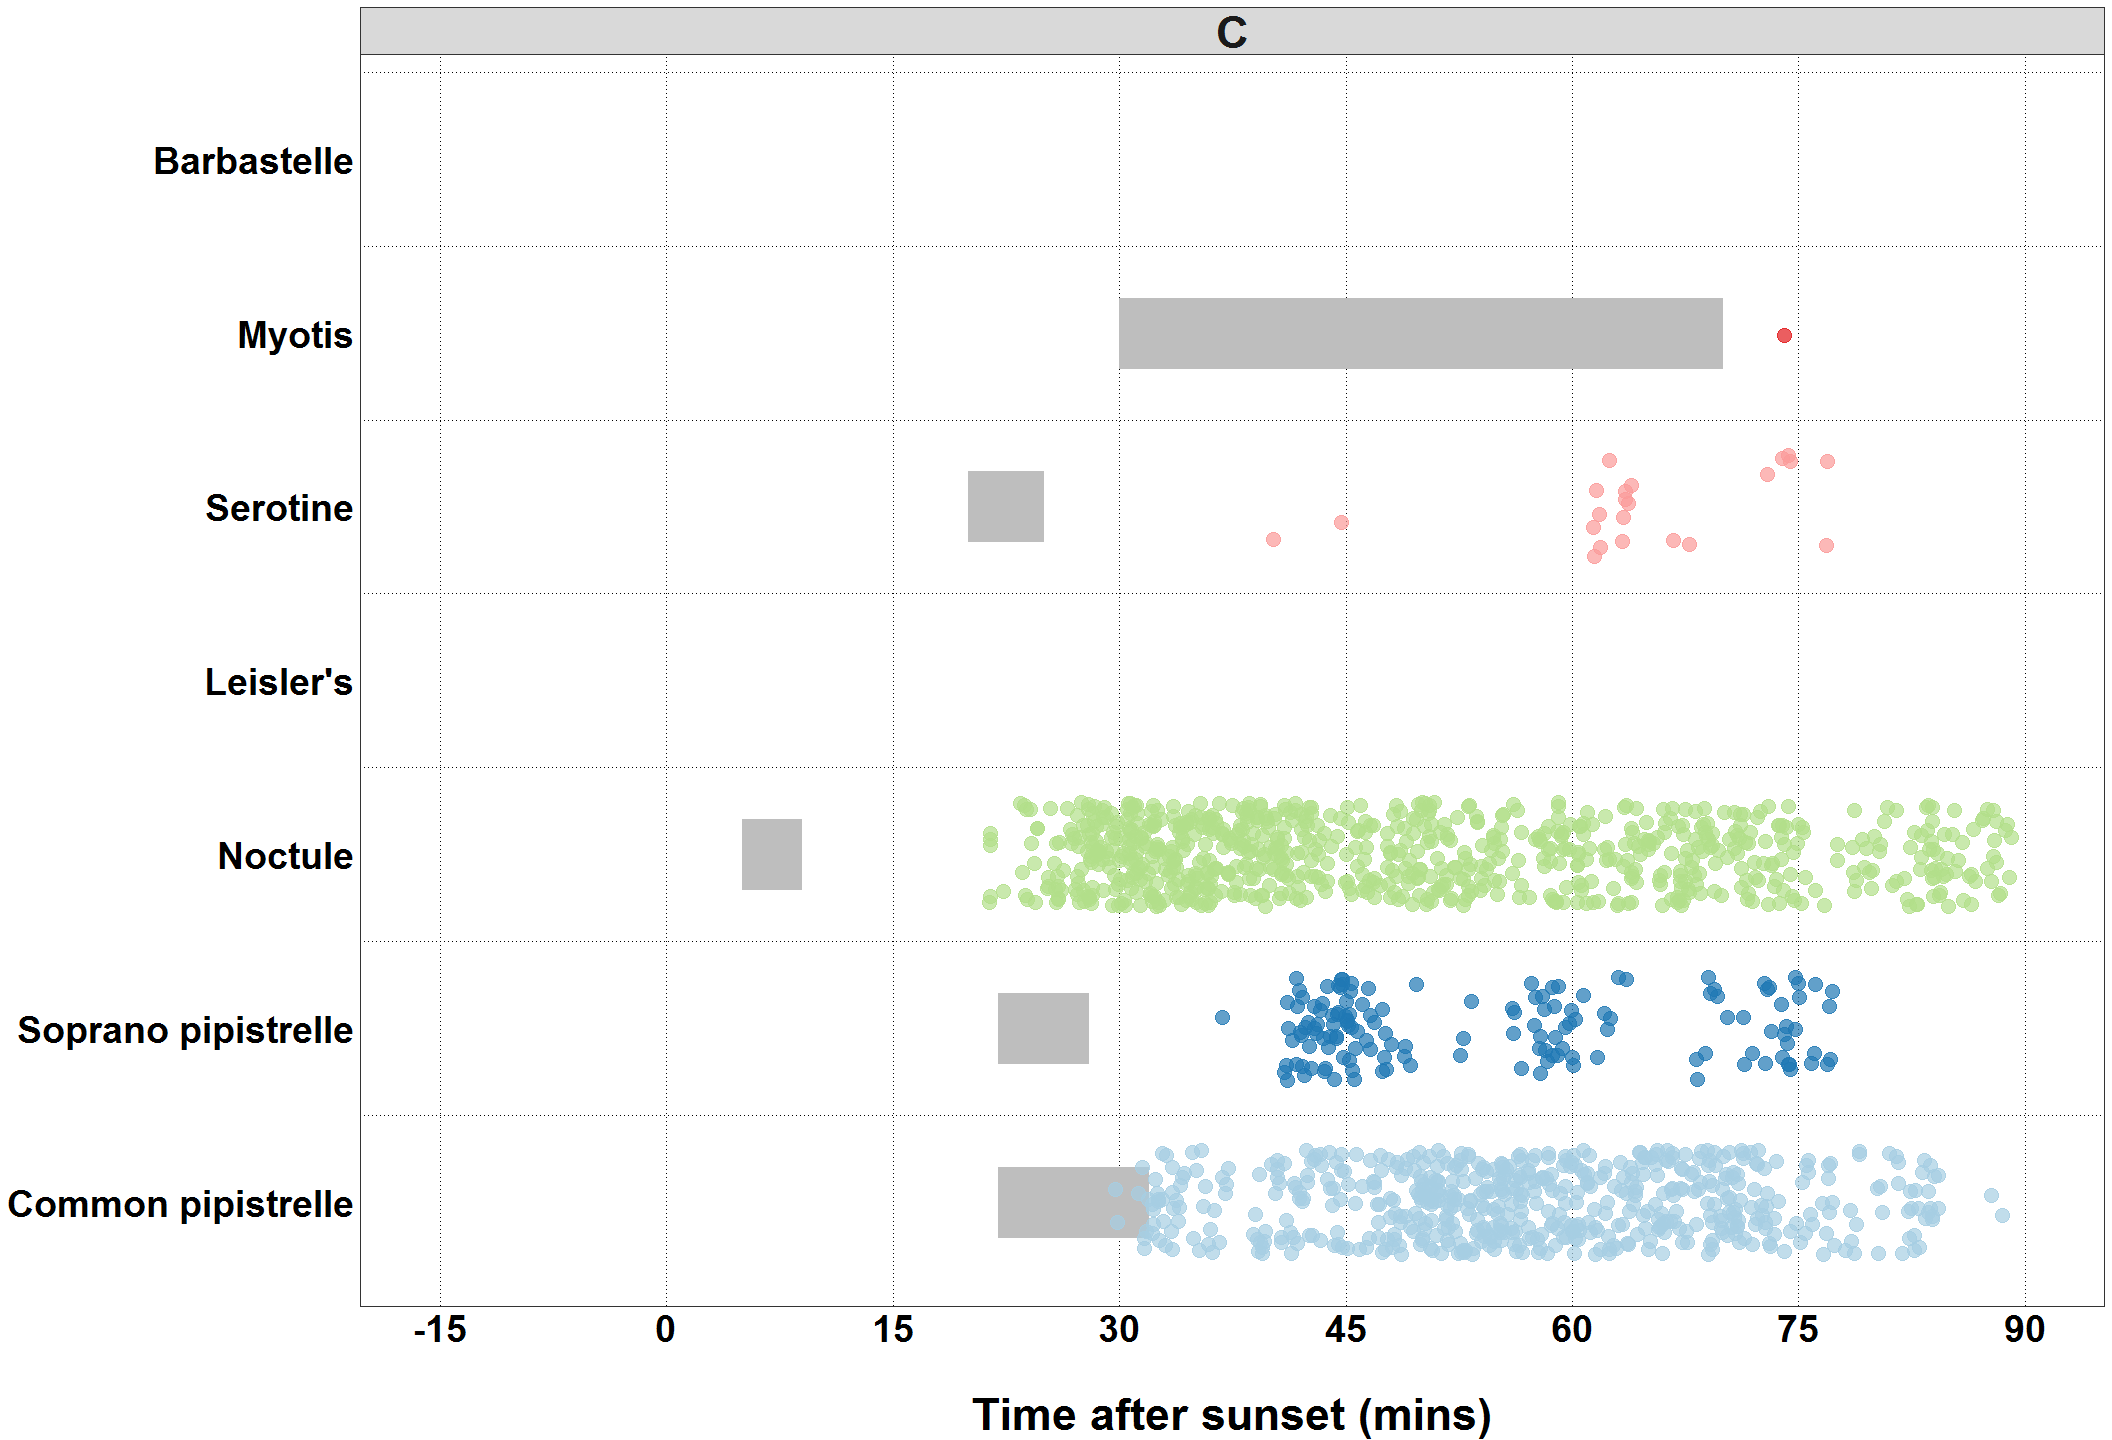 C
Barbastelle
Myotis
Serotine
Leisler's
Noctule
Soprano pipistrelle
Common pipistrelle
-15 0 15 30 45 60 75 90
Time after sunset (mins)